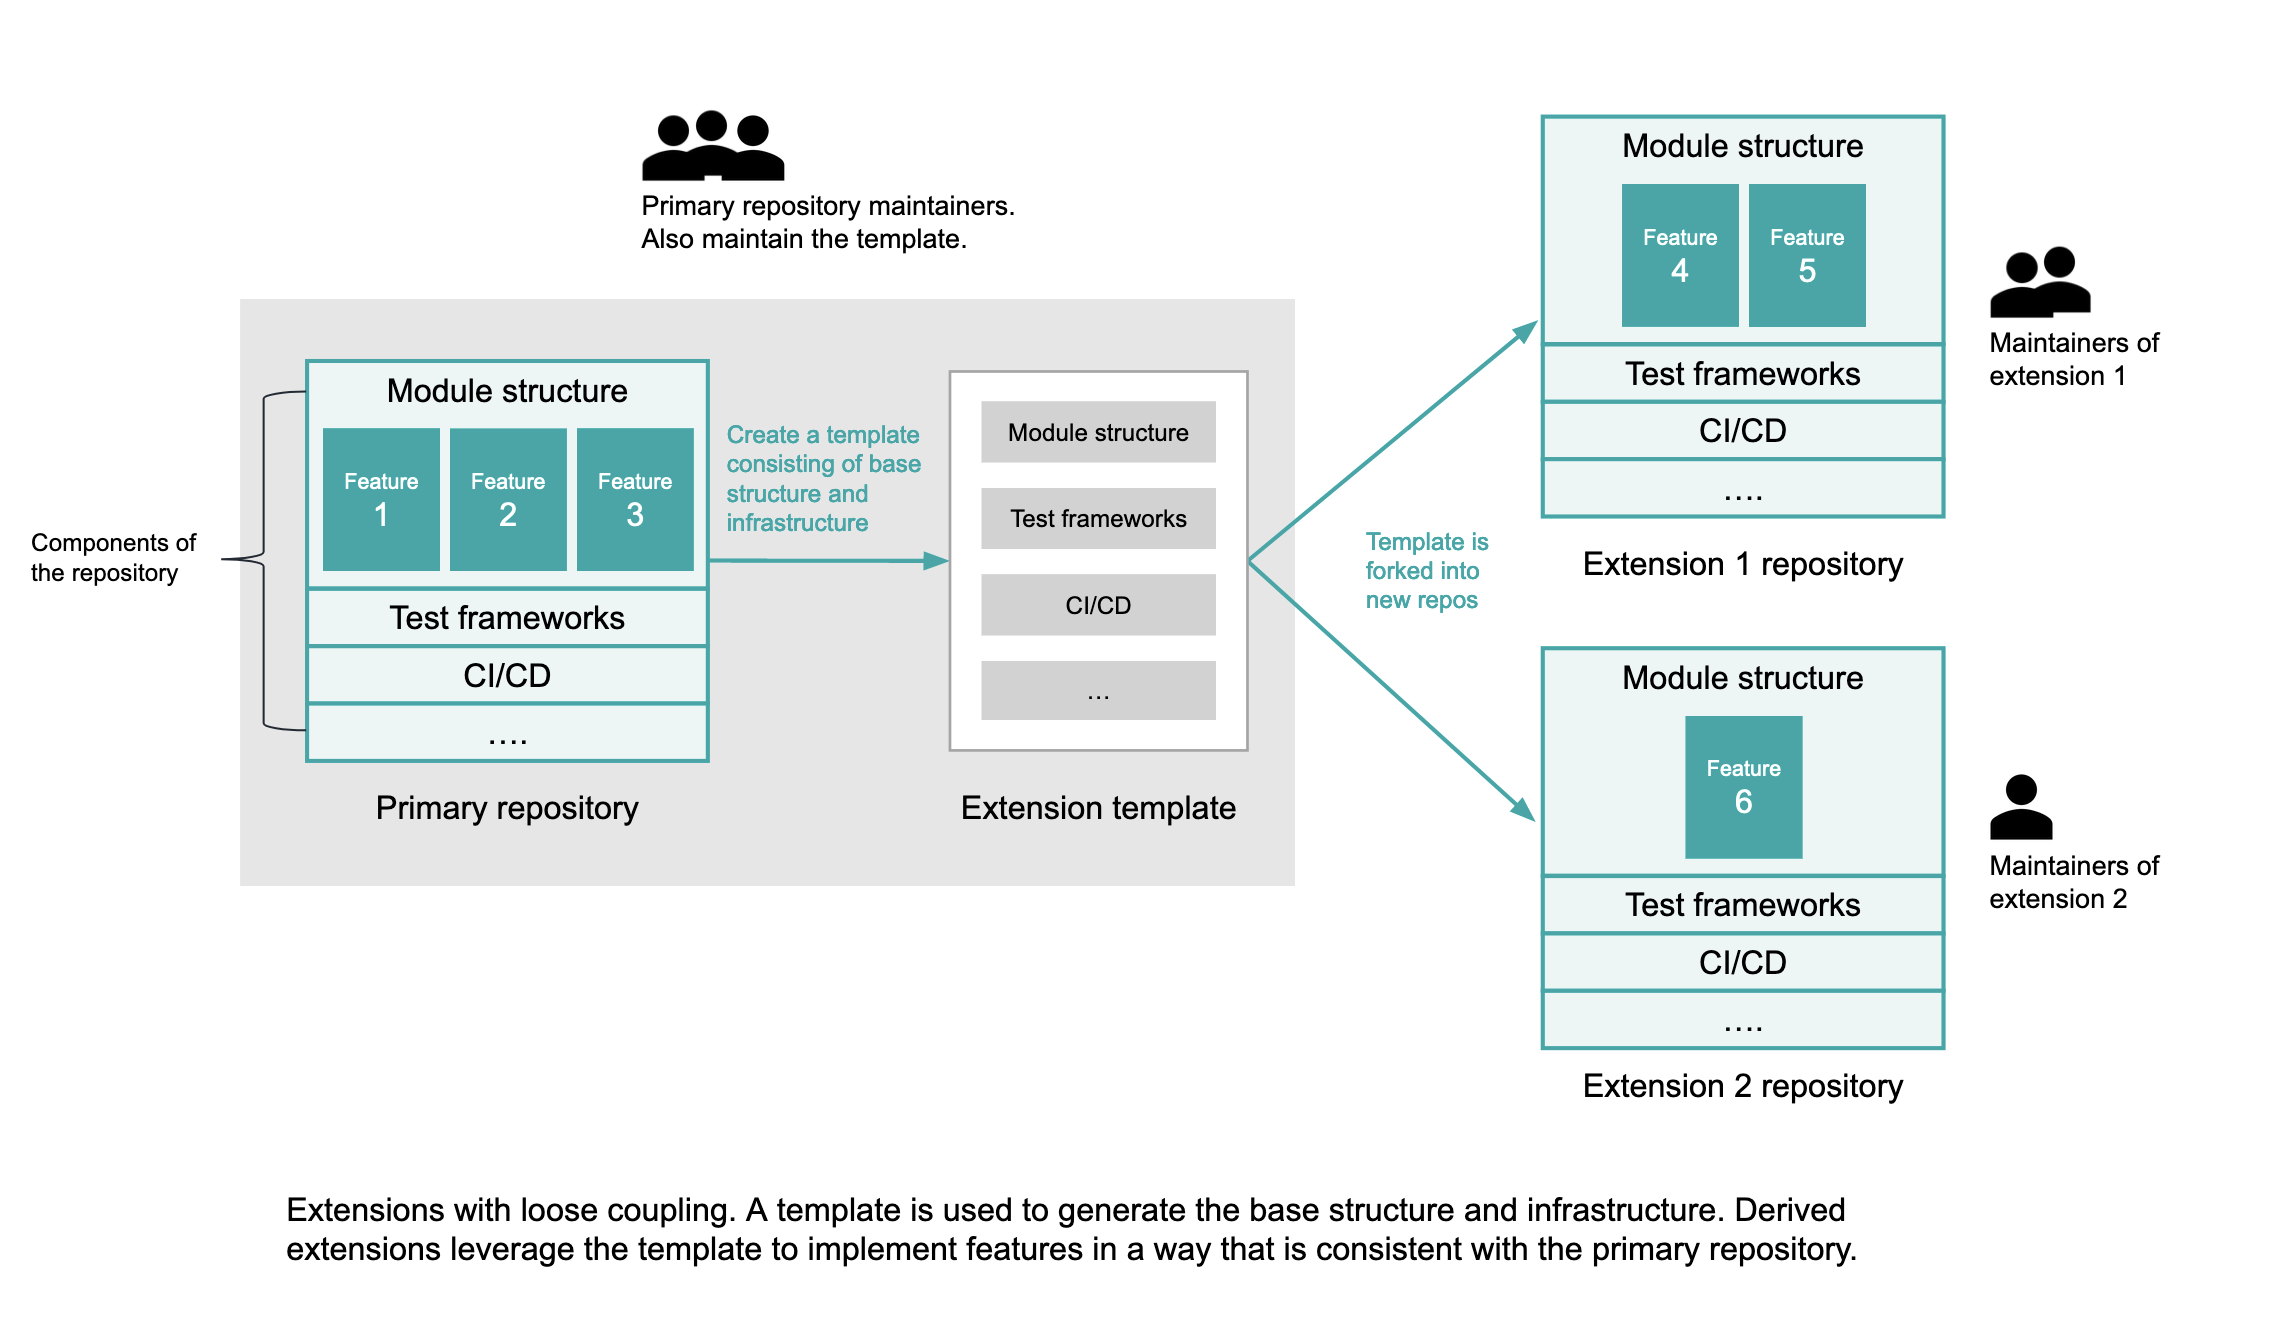 Primary repository maintainers.
Also maintain the template.
Components of
the repository
Module structure
Feature
1
Feature
2
Feature
3
Test frameworks
CI/CD
....
Primary repository
Create a template
consisting of base
structure and
infrastructure
Module structure
Test frameworks
CI/CD
...
Extension template
Template is
forked into
new repos
Module structure
Feature
4
Feature
5
Test frameworks
CI/CD
....
Extension 1 repository
Maintainers of
extension 1
Module structure
Feature
6
Test frameworks
CI/CD
....
Extension 2 repository
Maintainers of
extension 2
Extensions with loose coupling. A template is used to generate the base structure and infrastructure. Derived
extensions leverage the template to implement features in a way that is consistent with the primary repository.